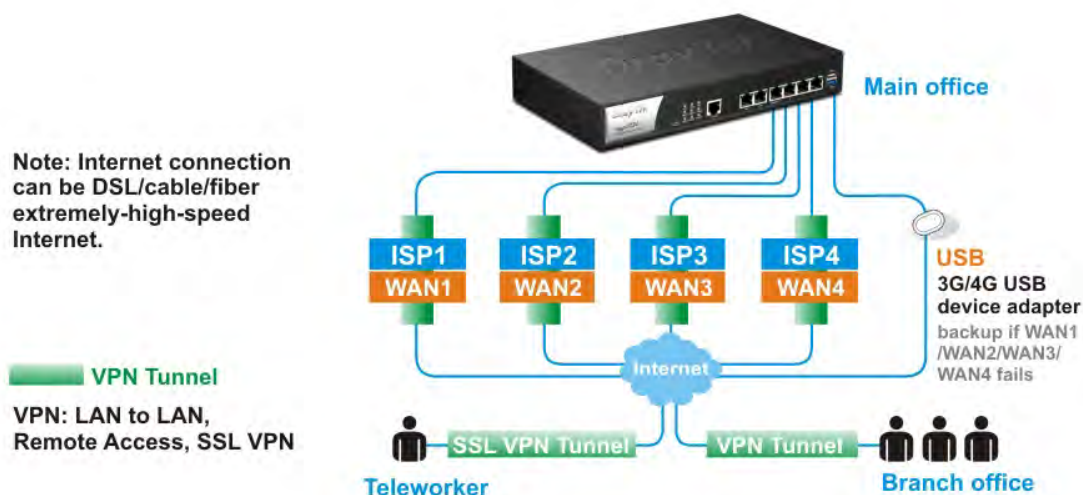 DrayTek
Main office
Note: Internet connection
can be DSL/cable/fiber
extremely-high-speed
Internet.
ISP1
WAN1
ISP2
WAN2
ISP3
WAN3
ISP4
WAN4
USB
3G/4G USB
device adapter
backup if WAN1
/WAN2/WAN3/
WAN4 fails
Internet
VPN Tunnel
VPN: LAN to LAN,
Remote Access, SSL VPN
SSL VPN Tunnel
VPN Tunnel
Teleworker
Branch office